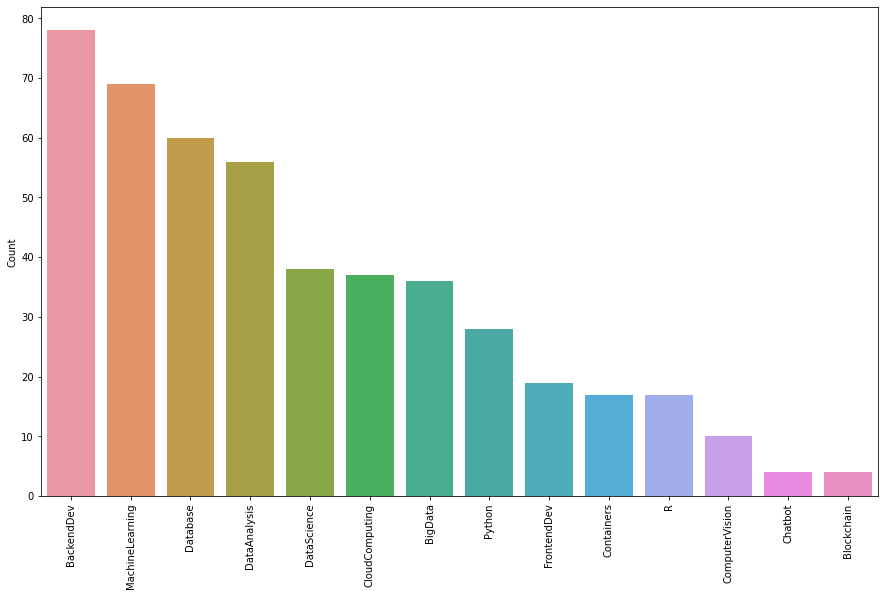 80
70
60
50
40
30
20
10
0
Count
BackendDev
MachineLearning
Database
DataAnalysis
DataScience
CloudComputing
BigData
Python
FrontendDev
Containers
R
ComputerVision
Chatbot
Blockchain